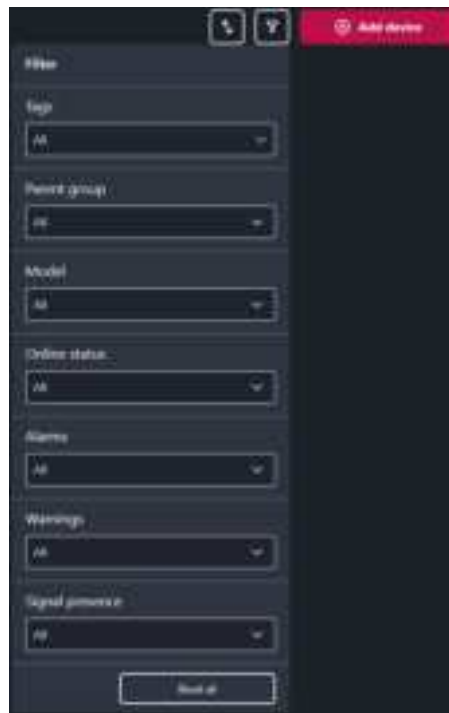 Add device
Filter
Tags
All
Parent group
All
Model
All
Online status
All
Alarms
All
Warnings
All
Signal presence
All
Reset all